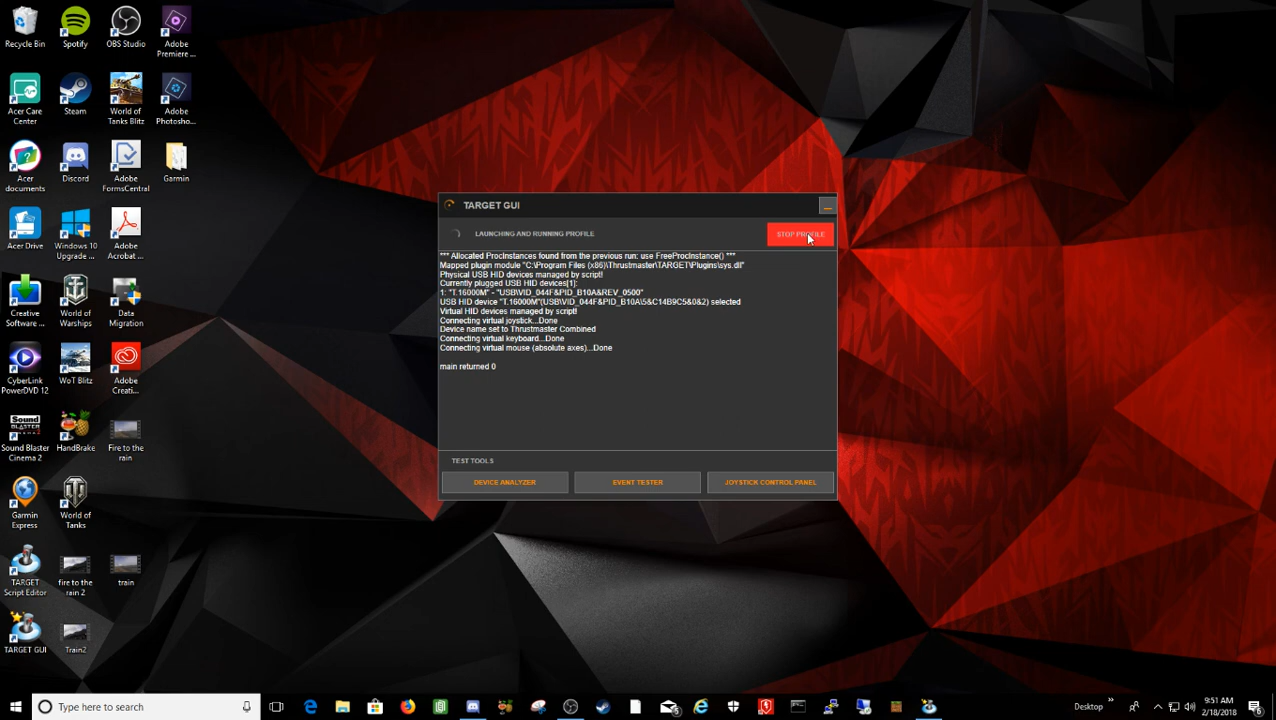 Recycle Bin
Spotify
OBS Studio
Adobe
Premiere ...
Acer Care
Center
Steam
World of
Tanks Blitz
Adobe
Photosho...
Acer
documents
Discord
Adobe
FormsCentral
Garmin
Acer Drive
Windows 10
Upgrade ...
Adobe
Acrobat ...
Creative
Software ...
World of
Warships
Data
Migration
CyberLink
PowerDVD 12
WoT Blitz
Adobe
Creati...
Sound Blaster
Cinema 2
HandBrake
Fire to the
rain
Garmin
Express
World of
Tanks
TARGET
Script Editor
fire to the
rain 2
train
TARGET GUI
Train2
TARGET GUI
LAUNCHING AND RUNNING PROFILE
STOP PROFILE
*** Allocated ProcInstances found from the previous run: use FreeProcInstance() ***
Mapped plugin module "C:\Program Files (x86)\Thrustmaster\TARGET\Plugins\sys.dll"
Physical USB HID devices managed by script!
Currently plugged USB HID devices[1]:
1: "T.16000M" - "USB\VID_044F&PID_B10A&REV_0500"
USB HID device "T.16000M"(USB\VID_044F&PID_B10A\5&C14B9C5&0&2) selected
Virtual HID devices managed by script!
Connecting virtual joystick...Done
Device name set to Thrustmaster Combined
Connecting virtual keyboard...Done
Connecting virtual mouse (absolute axes)...Done
main returned 0
TEST TOOLS
DEVICE ANALYZER
EVENT TESTER
JOYSTICK CONTROL PANEL
Type here to search
Desktop
9:51 AM
2/18/2018